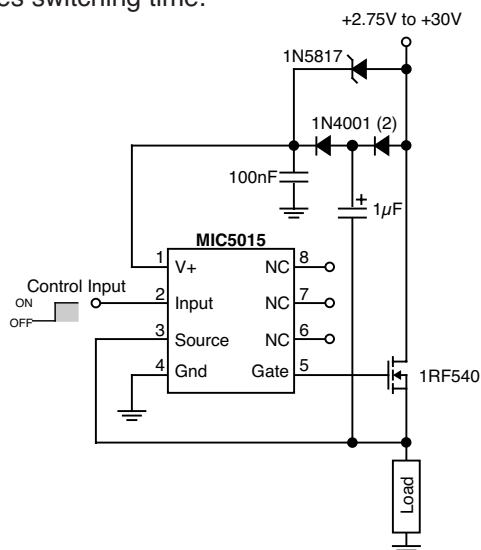 es switching time.
+2.75V to +30V
1N5817
1N4001 (2)
100nF
+
1µF
MIC5015
1 V+ NC 8
Control Input
ON
OFF
2 Input NC 7
3 Source NC 6
4 Gnd Gate 5
1RF540
Load